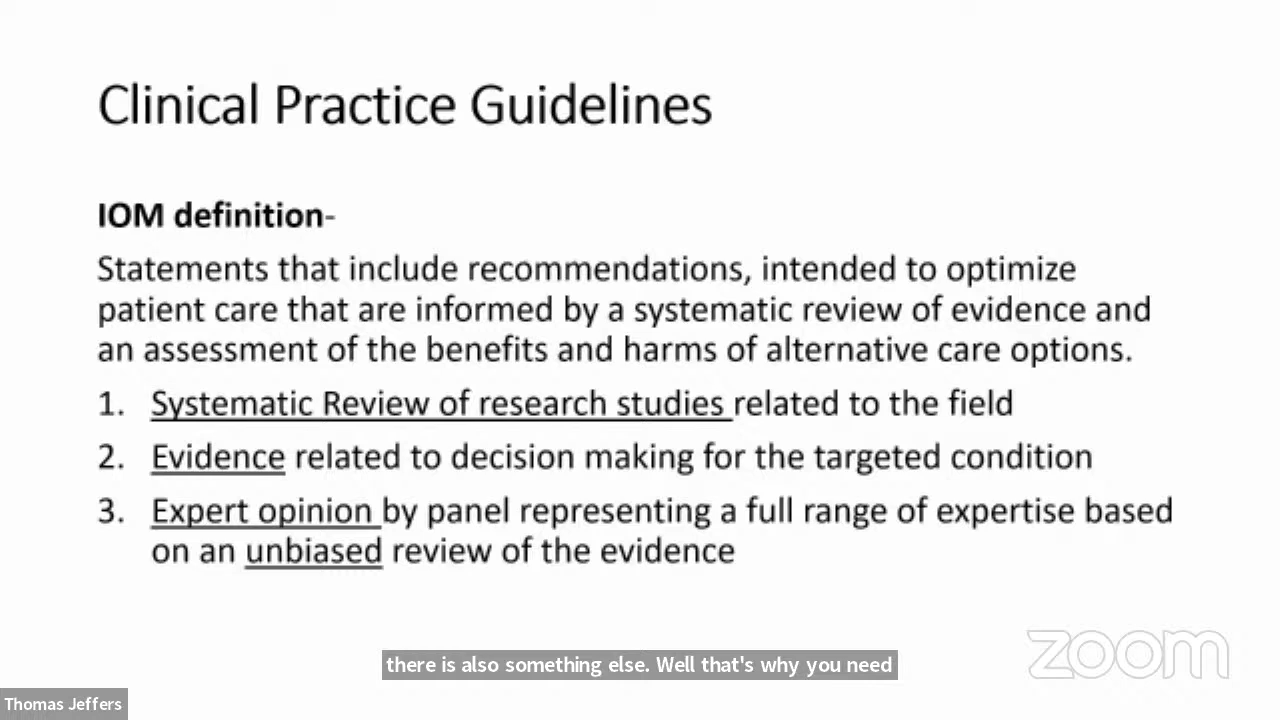 Clinical Practice Guidelines
IOM definition-
Statements that include recommendations, intended to optimize
patient care that are informed by a systematic review of evidence and
an assessment of the benefits and harms of alternative care options.
1. Systematic Review of research studies related to the field
2. Evidence related to decision making for the targeted condition
3. Expert opinion by panel representing a full range of expertise based
on an unbiased review of the evidence
zoom
there is also something else. Well that's why you need
Thomas Jeffers